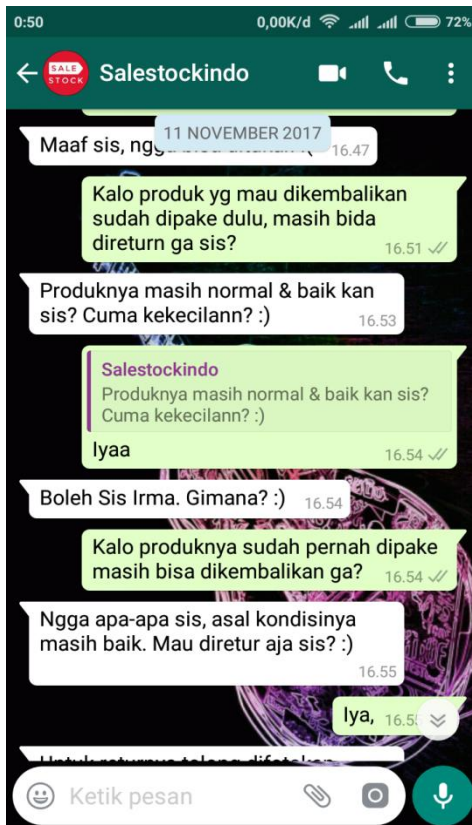 0:50 0,00K/d 72%
SALE
STOCK
Salestockindo
11 NOVEMBER 2017
Maaf sis, 16.47
Kalo produk yg mau dikembalikan
sudah dipake dulu, masih bida
direturn ga sis? 16.51
Produknya masih normal & baik kan
sis? Cuma kekecilann? :) 16.53
Salestockindo
Produknya masih normal & baik kan sis?
Cuma kekecilann? :)
Iyaa 16.54
Boleh Sis Irma. Gimana? :) 16.54
Kalo produknya sudah pernah dipake
masih bisa dikembalikan ga? 16.54
Ngga apa-apa sis, asal kondisinya
masih baik. Mau diretur aja sis? :)
16.55
Iya,
Ketik pesan